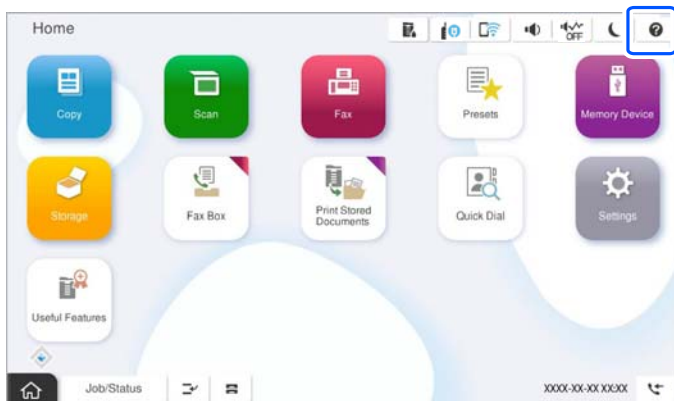 Home
OFF
?
Copy
Scan
Fax
Presets
Memory Device
Storage
Fax Box
Print Stored
Documents
Quick Dial
Settings
Useful Features
Job/Status
XXXX-XX-XX XX:XX